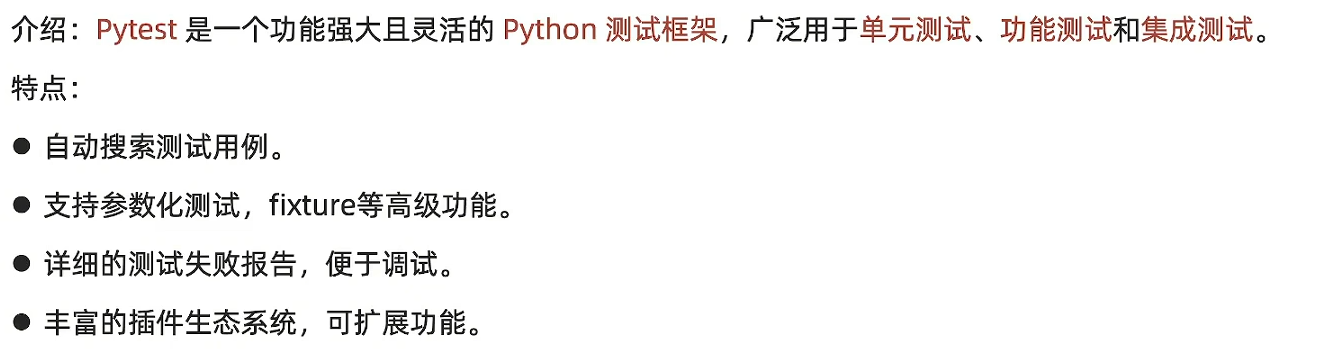 介绍：Pytest 是一个功能强大且灵活的 Python 测试框架，广泛用于单元测试、功能测试和集成测试。
特点：
● 自动搜索测试用例。
● 支持参数化测试，fixture等高级功能。
● 详细的测试失败报告，便于调试。
● 丰富的插件生态系统，可扩展功能。